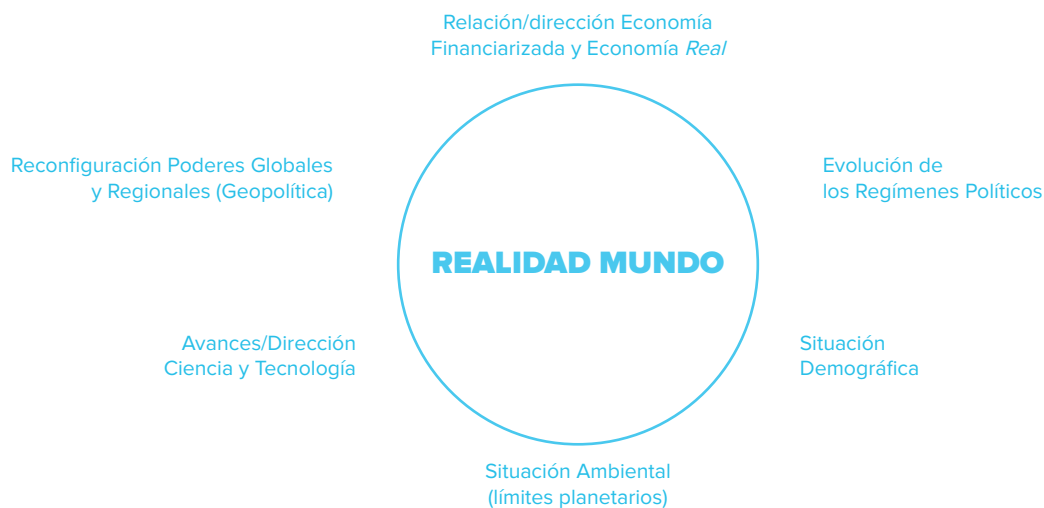 Relación/dirección Economía
Financiarizada y Economía Real
Reconfiguración Poderes Globales
y Regionales (Geopolítica)
Evolución de
los Regímenes Políticos
REALIDAD MUNDO
Avances/Dirección
Ciencia y Tecnología
Situación
Demográfica
Situación Ambiental
(límites planetarios)